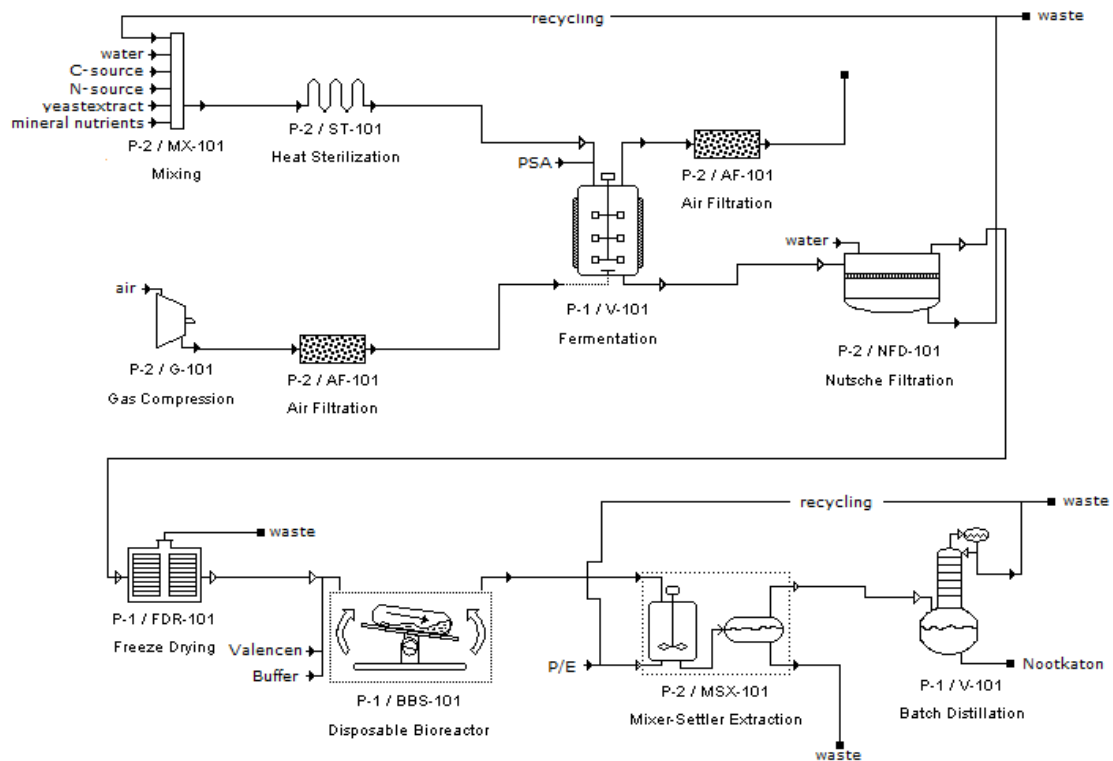 recycling
waste
water
C-source
N-source
yeastextract
mineral nutrients
P-2 / MX-101
Mixing
P-2 / ST-101
Heat Sterilization
PSA
P-2 / AF-101
Air Filtration
water
P-1 / V-101
Fermentation
P-2 / NFD-101
Nutsche Filtration
air
P-2 / G-101
Gas Compression
P-2 / AF-101
Air Filtration
recycling
waste
waste
P-1 / FDR-101
Freeze Drying
Valencen
Buffer
P-1 / BBS-101
Disposable Bioreactor
P/E
P-2 / MSX-101
Mixer-Settler Extraction
waste
Nootkaton
P-1 / V-101
Batch Distillation